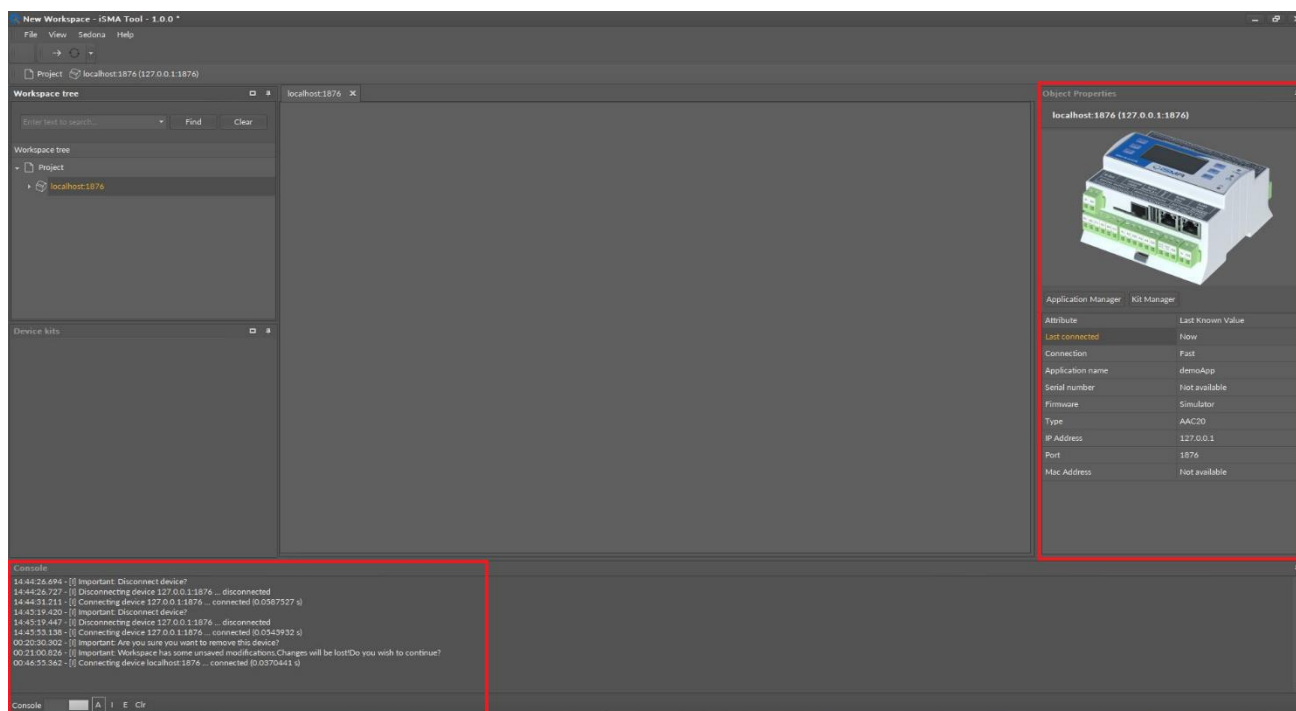 New Workspace - iSMA Tool - 1.0.0 *
File View Sedona Help
Project localhost:1876 (127.0.0.1:1876)
Workspace tree
Enter text to search... Find Clear
Workspace tree
Project
localhost:1876
Device kits
localhost:1876
Object Properties
localhost:1876 (127.0.0.1:1876)
iSMA
Application Manager Kit Manager
Attribute Last Known Value
Last connected Now
Connection Fast
Application name demoApp
Serial number Not available
Firmware Simulator
Type AAC20
IP Address 127.0.0.1
Port 1876
Mac Address Not available
Console
14:44:26.694 - [I] Important: Disconnect device?
14:44:26.727 - [I] Disconnecting device 127.0.0.1:1876 ... disconnected
14:44:31.211 - [I] Connecting device 127.0.0.1:1876 ... connected (0.0587527 s)
14:45:19.420 - [I] Important: Disconnect device?
14:45:19.447 - [I] Disconnecting device 127.0.0.1:1876 ... disconnected
14:45:53.138 - [I] Connecting device 127.0.0.1:1876 ... connected (0.0543932 s)
00:20:30.302 - [I] Important: Are you sure you want to remove this device?
00:21:00.826 - [I] Important: Workspace has some unsaved modifications.Changes will be lost!Do you wish to continue?
00:46:55.362 - [I] Connecting device localhost:1876 ... connected (0.0370441 s)
Console A I E Clr